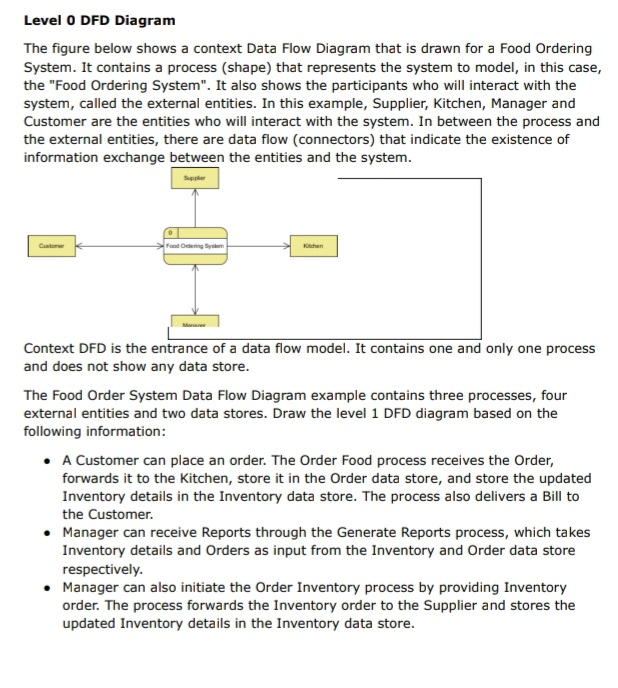 Level 0 DFD Diagram
The figure below shows a context Data Flow Diagram that is drawn for a Food Ordering
System. It contains a process (shape) that represents the system to model, in this case,
the "Food Ordering System". It also shows the participants who will interact with the
system, called the external entities. In this example, Supplier, Kitchen, Manager and
Customer are the entities who will interact with the system. In between the process and
the external entities, there are data flow (connectors) that indicate the existence of
information exchange between the entities and the system.
Supplier
0
Customer
Food Ordering System
Kitchen
Manager
Context DFD is the entrance of a data flow model. It contains one and only one process
and does not show any data store.
The Food Order System Data Flow Diagram example contains three processes, four
external entities and two data stores. Draw the level 1 DFD diagram based on the
following information:
• A Customer can place an order. The Order Food process receives the Order,
forwards it to the Kitchen, store it in the Order data store, and store the updated
Inventory details in the Inventory data store. The process also delivers a Bill to
the Customer.
• Manager can receive Reports through the Generate Reports process, which takes
Inventory details and Orders as input from the Inventory and Order data store
respectively.
• Manager can also initiate the Order Inventory process by providing Inventory
order. The process forwards the Inventory order to the Supplier and stores the
updated Inventory details in the Inventory data store.